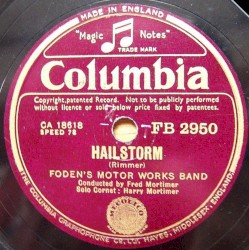 MADE IN ENGLAND
"Magic Notes"
TRADE MARK
Columbia
Copyright, patented Record. Not to be publicly performed
without licence or sold below price fixed by patentees.
CA 18618
SPEED 78
FB 2950
HAILSTORM
(Rimmer)
FODEN'S MOTOR WORKS BAND
Conducted by Fred Mortimer
Solo Cornet: Harry Mortimer
THE COLUMBIA GRAPHOPHONE CO., LTD., HAYES, MIDDLESEX, ENGLAND.